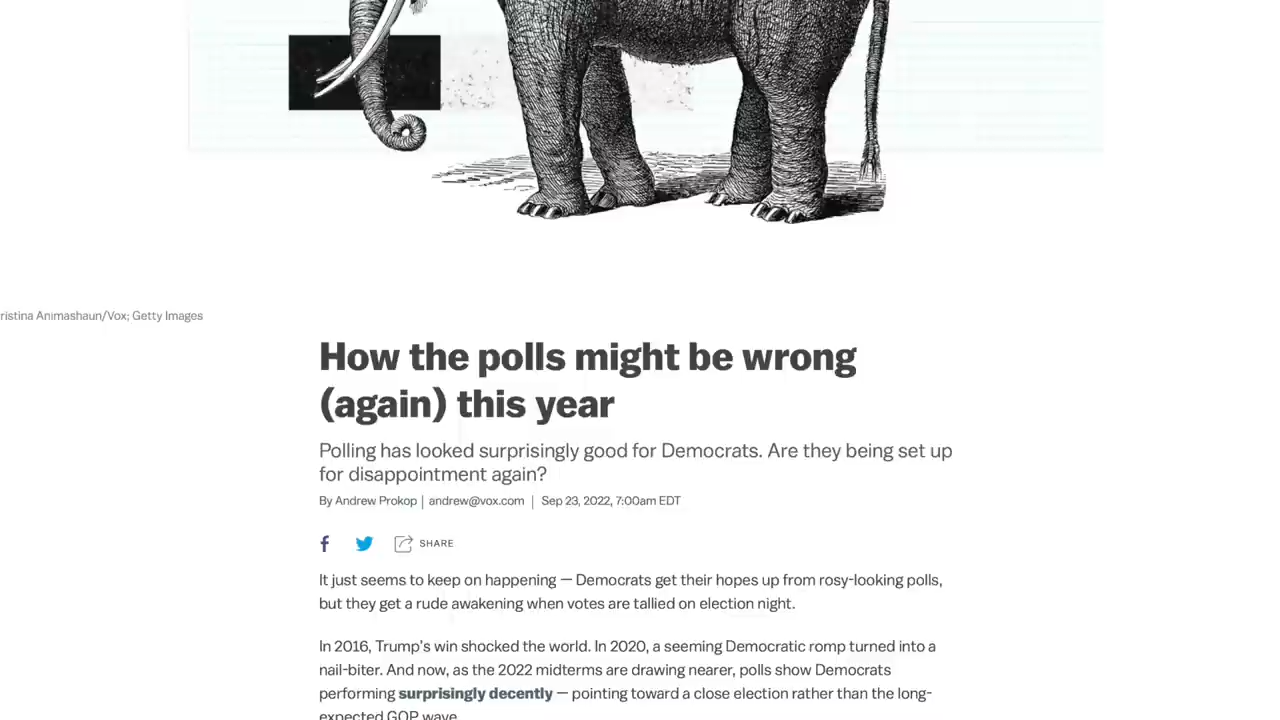 ristina Animashaun/Vox; Getty Images
How the polls might be wrong
(again) this year
Polling has looked surprisingly good for Democrats. Are they being set up
for disappointment again?
By Andrew Prokop | andrew@vox.com | Sep 23, 2022, 7:00am EDT
SHARE
It just seems to keep on happening — Democrats get their hopes up from rosy-looking polls,
but they get a rude awakening when votes are tallied on election night.
In 2016, Trump's win shocked the world. In 2020, a seeming Democratic romp turned into a
nail-biter. And now, as the 2022 midterms are drawing nearer, polls show Democrats
performing surprisingly decently — pointing toward a close election rather than the long-
expected GOP wave.